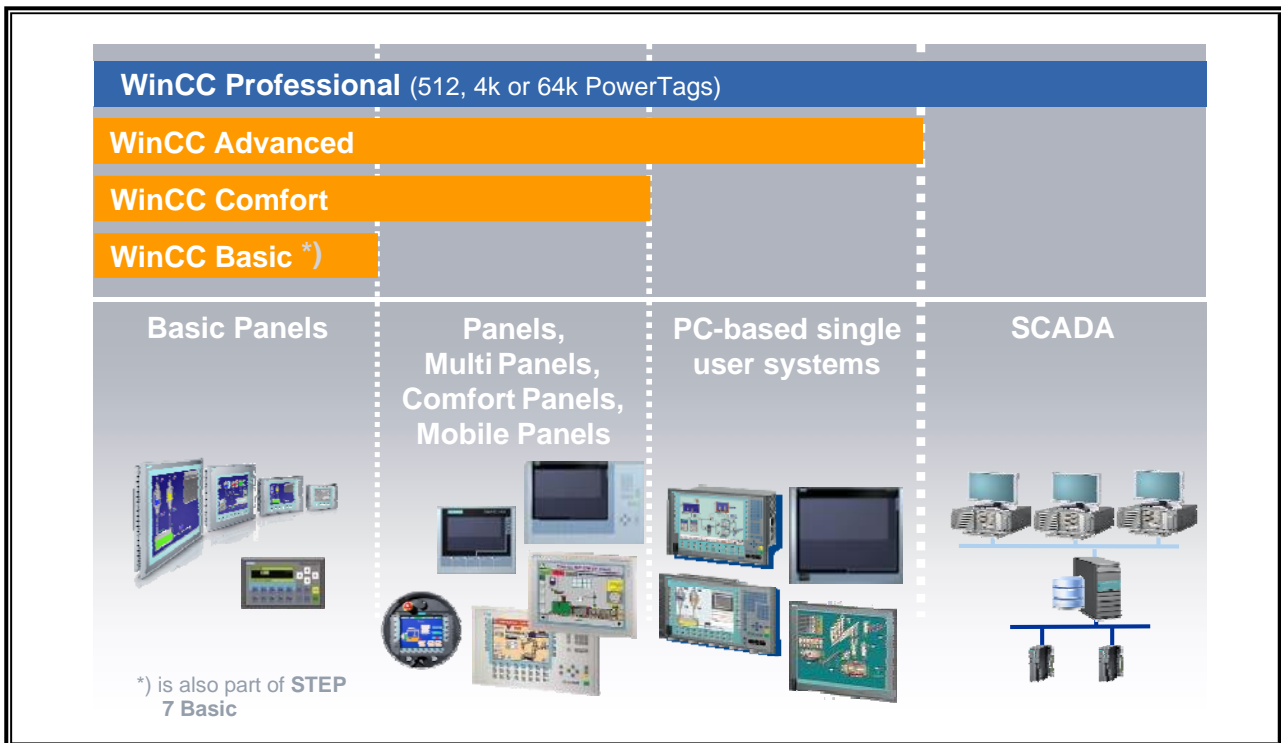 WinCC Professional (512, 4k or 64k PowerTags)
WinCC Advanced
WinCC Comfort
WinCC Basic *)
Basic Panels
Panels,
Multi Panels,
Comfort Panels,
Mobile Panels
PC-based single
user systems
SCADA
*) is also part of STEP
7 Basic